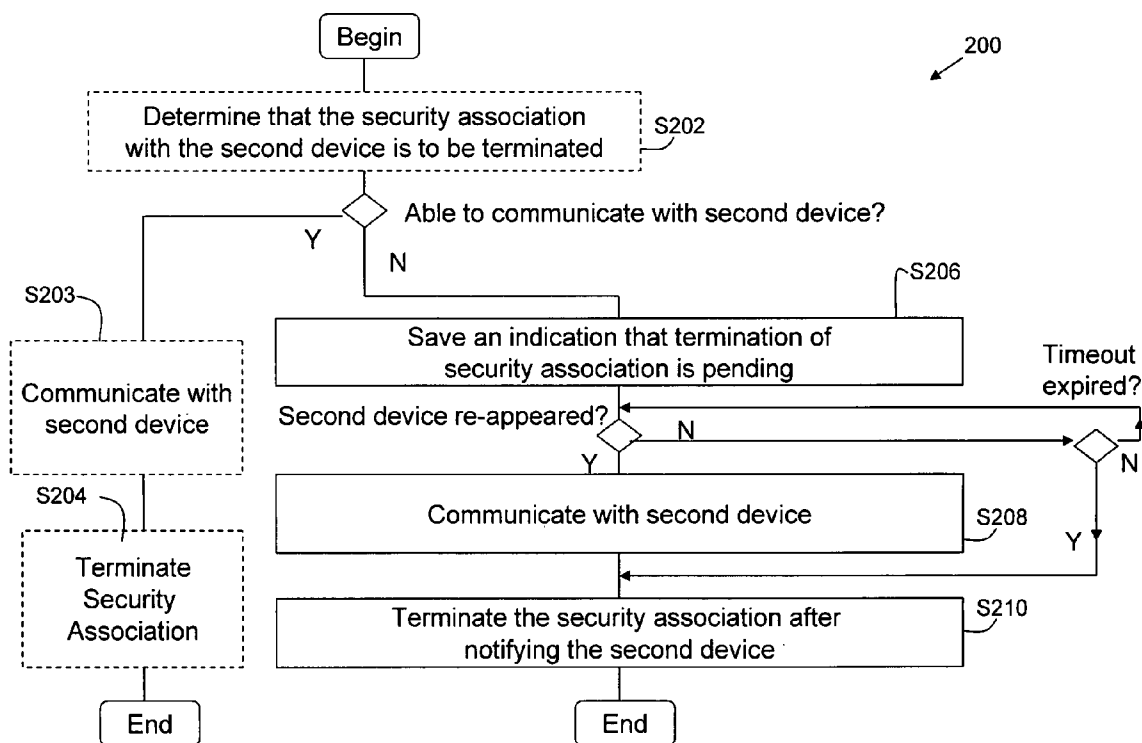 Begin
200
Determine that the security association
with the second device is to be terminated
S202
Able to communicate with second device?
Y
N
S206
S203
Save an indication that termination of
security association is pending
Timeout
expired?
Communicate with
second device
Second device re-appeared?
N
N
Y
S204
Communicate with second device
S208
Y
Terminate
Security
Association
Terminate the security association after
notifying the second device
S210
End
End